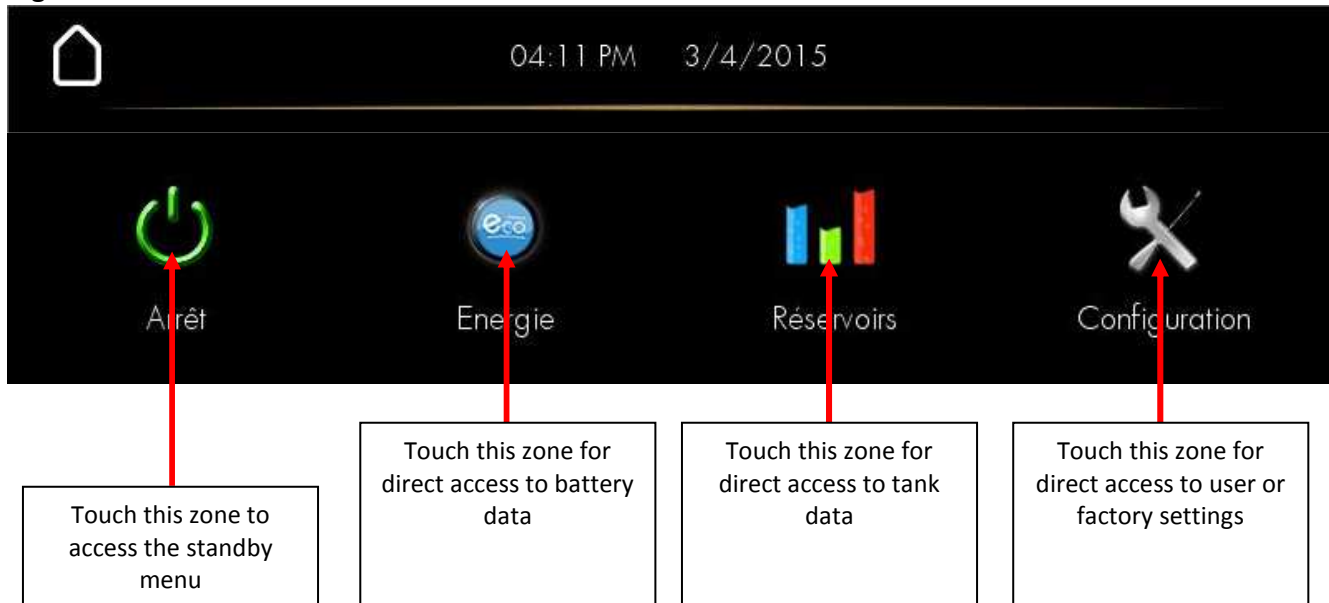 04:11 PM 3/4/2015
eco
Arrêt Energie Réservoirs Configuration
Touch this zone to
access the standby
menu
Touch this zone for
direct access to battery
data
Touch this zone for
direct access to tank
data
Touch this zone for
direct access to user or
factory settings